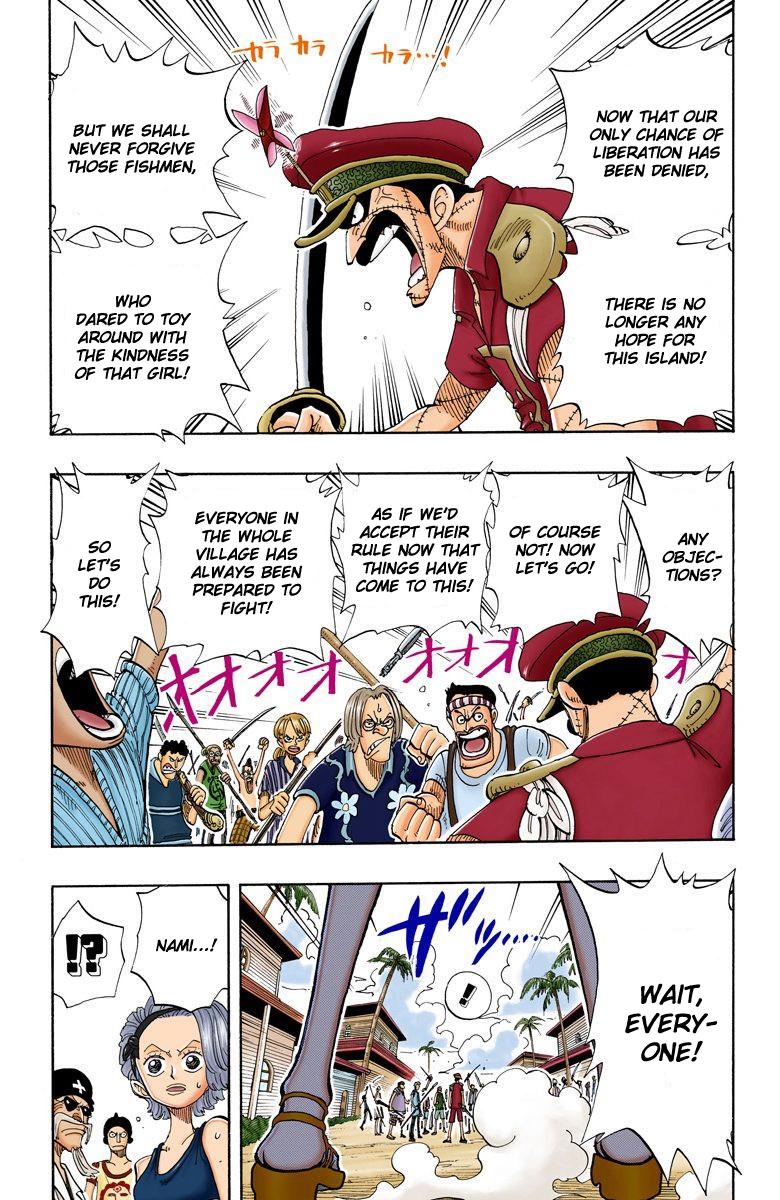 NOW THAT OUR
ONLY CHANCE OF
LIBERATION HAS
BEEN DENIED,
THERE IS NO
LONGER ANY
HOPE FOR
THIS ISLAND!
カラ カラ カラ…!
BUT WE SHALL
NEVER FORGIVE
THOSE FISHMEN,
WHO
DARED TO TOY
AROUND WITH
THE KINDNESS
OF THAT GIRL!
ANY
OBJEC-
TIONS?
OF COURSE
NOT! NOW
LET'S GO!
AS IF WE'D
ACCEPT THEIR
RULE NOW THAT
THINGS HAVE
COME TO THIS!
EVERYONE IN
THE WHOLE
VILLAGE HAS
ALWAYS BEEN
PREPARED TO
FIGHT!
SO
LET'S
DO
THIS!
オオオオオオオオ
WAIT,
EVERY-
ONE!
ザッ
!
NAMI...!
!?